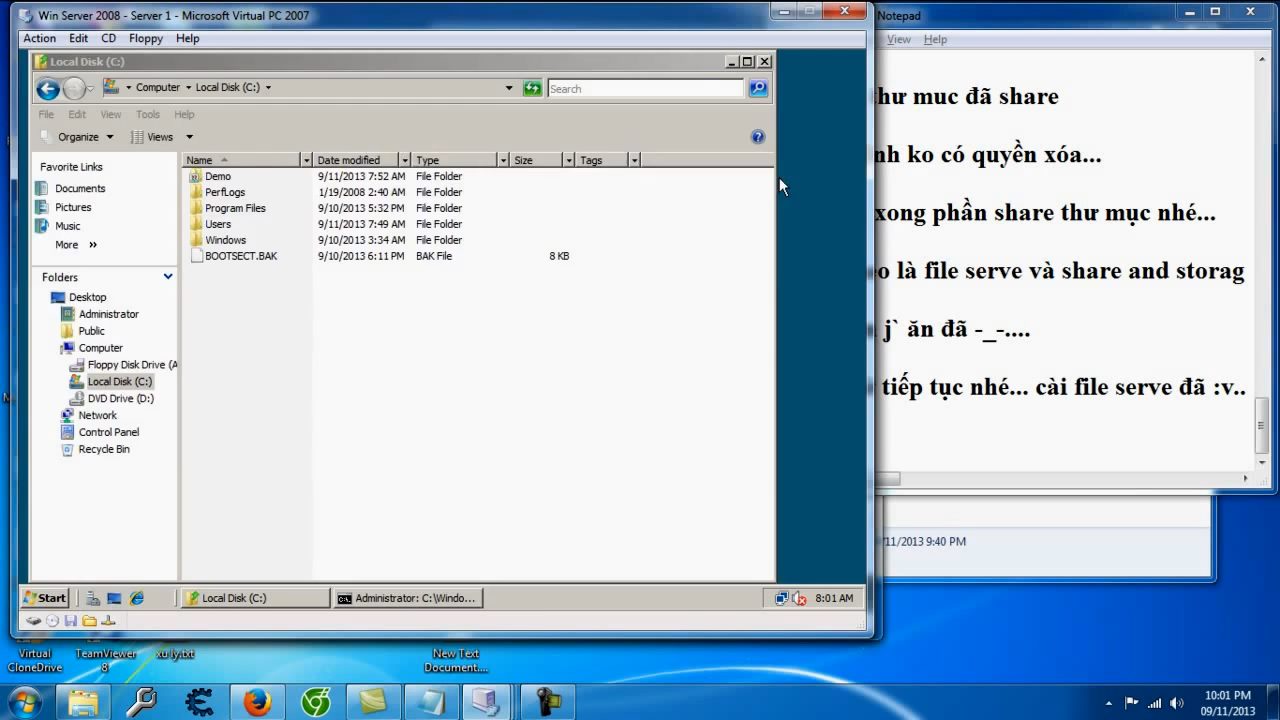 Win Server 2008 - Server 1 - Microsoft Virtual PC 2007
Action Edit CD Floppy Help
Local Disk (C:)
Computer Local Disk (C:)
Search
File Edit View Tools Help
Organize Views
Favorite Links
Documents
Pictures
Music
More »
Folders
Desktop
Administrator
Public
Computer
Floppy Disk Drive (A
Local Disk (C:)
DVD Drive (D:)
Network
Control Panel
Recycle Bin
Name Date modified Type Size Tags
Demo 9/11/2013 7:52 AM File Folder
PerfLogs 1/19/2008 2:40 AM File Folder
Program Files 9/10/2013 5:32 PM File Folder
Users 9/11/2013 7:49 AM File Folder
Windows 9/10/2013 3:34 AM File Folder
BOOTSECT.BAK 9/10/2013 6:11 PM BAK File 8 KB
Start
Local Disk (C:)
Administrator: C:\Windo...
8:01 AM
Notepad
View Help
thư muc đã share
nh ko có quyền xóa...
xong phần share thư mục nhé...
eo là file serve và share and storag
j` ăn đã -_-....
tiếp tục nhé... cài file serve đã :v..
/11/2013 9:40 PM
Virtual
CloneDrive
TeamViewer
8
xu ly.txt
New Text
Document....
10:01 PM
09/11/2013